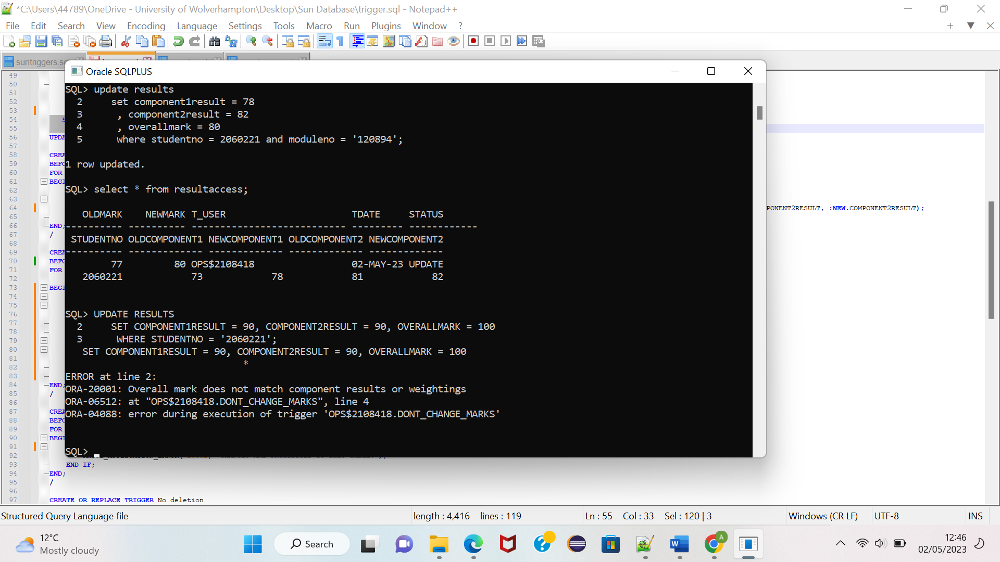 *C:\Users\44789\OneDrive - University of Wolverhampton\Desktop\Sun Database\trigger.sql - Notepad++
File Edit Search View Encoding Language Settings Tools Macro Run Plugins Window ?
suntriggers.sql
Oracle SQLPLUS
SQL> update results
2 set component1result = 78
3 , component2result = 82
4 , overallmark = 80
5 where studentno = 2060221 and moduleno = '120894';
1 row updated.
SQL> select * from resultaccess;
OLDMARK NEWMARK T_USER TDATE STATUS
---------- ---------- --------------------------- --------- ------------
STUDENTNO OLDCOMPONENT1 NEWCOMPONENT1 OLDCOMPONENT2 NEWCOMPONENT2
---------- ------------- ------------- ------------- -------------
77 80 OPS$2108418 02-MAY-23 UPDATE
2060221 73 78 81 82
SQL> UPDATE RESULTS
2 SET COMPONENT1RESULT = 90, COMPONENT2RESULT = 90, OVERALLMARK = 100
3 WHERE STUDENTNO = '2060221';
SET COMPONENT1RESULT = 90, COMPONENT2RESULT = 90, OVERALLMARK = 100
*
ERROR at line 2:
ORA-20001: Overall mark does not match component results or weightings
ORA-06512: at "OPS$2108418.DONT_CHANGE_MARKS", line 4
ORA-04088: error during execution of trigger 'OPS$2108418.DONT_CHANGE_MARKS'
SQL>
49
50
51
52
53
54 S
55
56 UPDA
57
58 CREA
59 BEFO
60 FOR
61 BEGI
62
63
64 PONENT2RESULT, :NEW.COMPONENT2RESULT);
65
66 END;
67 /
68
69 CREA
70 BEFO
71 FOR
72
73 BEGI
74
75
76
77
78
79
80
81
82
83
84 END;
85 /
86
87 CREA
88 BEFO
89 FOR
90 BEGI
91
92
93 END IF;
94 END;
95 /
96
97 CREATE OR REPLACE TRIGGER No deletion
Structured Query Language file length : 4,416 lines : 119 Ln : 55 Col : 33 Sel : 120 | 3 Windows (CR LF) UTF-8 INS
12°C
Mostly cloudy
Search
A
12:46
02/05/2023